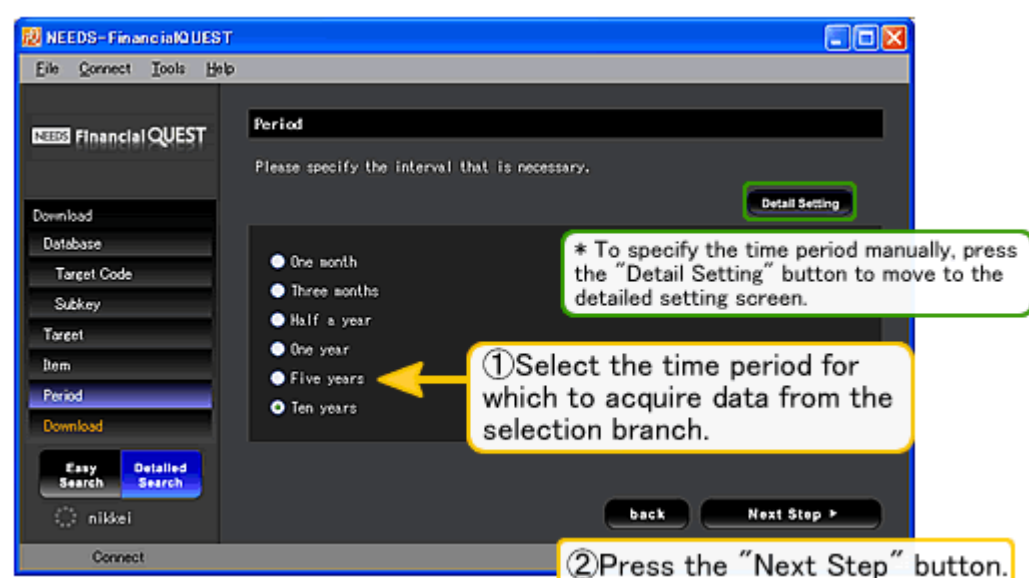 NEEDS-FinancialQUEST
File Connect Tools Help
NEEDS Financial QUEST
Period
Please specify the interval that is necessary.
Detail Setting
Download
Database
Target Code
Subkey
Target
Item
Period
Download
Easy Search
Detailed Search
nikkei
Connect
One month
Three months
Half a year
One year
Five years
Ten years
* To specify the time period manually, press
the "Detail Setting" button to move to the
detailed setting screen.
①Select the time period for
which to acquire data from the
selection branch.
back
Next Step
②Press the "Next Step" button.